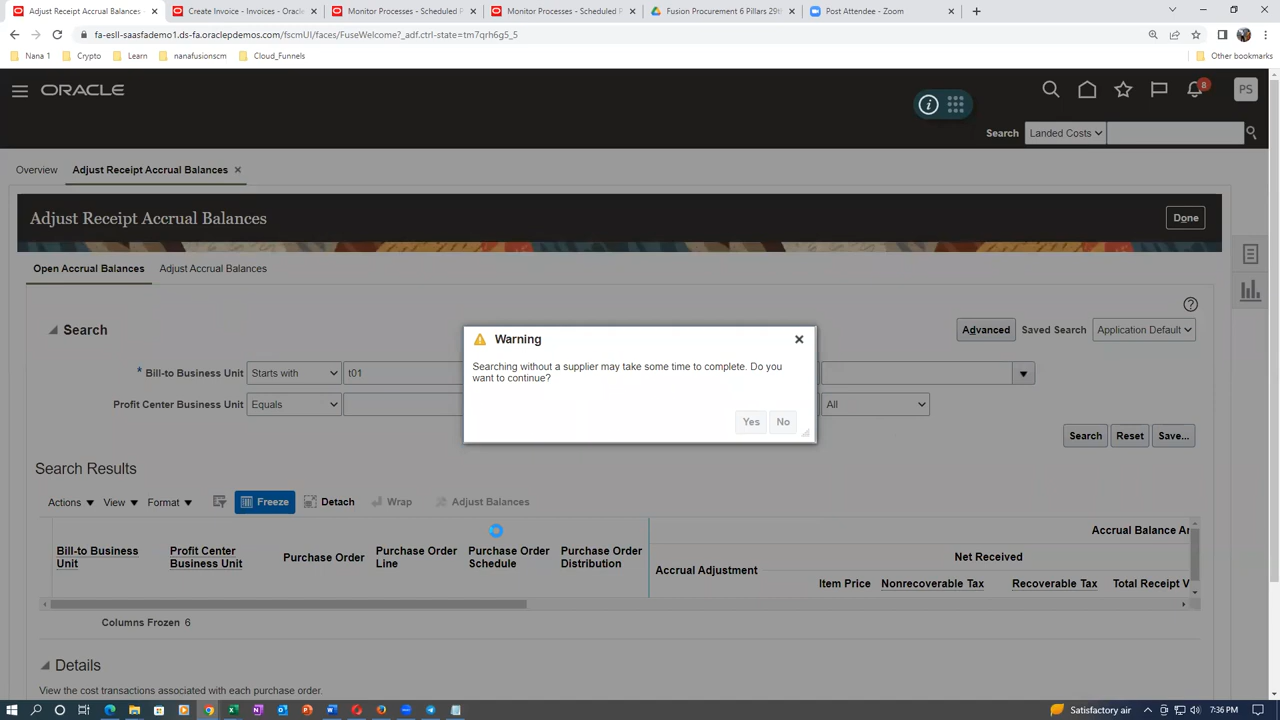 Adjust Receipt Accrual Balances - 
Create Invoice - Invoices - Oracle
Monitor Processes - Scheduled P
Monitor Processes - Scheduled P
Fusion Procurement 6 Pillars 29th
Post Attendee - Zoom
fa-esll-saasfademo1.ds-fa.oraclepdemos.com/fscmUI/faces/FuseWelcome?_adf.ctrl-state=tm7qrh6g5_5
Nana 1
Crypto
Learn
nanafusionscm
Cloud_Funnels
Other bookmarks
ORACLE
8
PS
Search
Landed Costs
Overview
Adjust Receipt Accrual Balances
Adjust Receipt Accrual Balances
Done
Open Accrual Balances
Adjust Accrual Balances
Search
Advanced
Saved Search
Application Default
* Bill-to Business Unit
Starts with
t01
Profit Center Business Unit
Equals
All
Warning
Searching without a supplier may take some time to complete. Do you
want to continue?
Yes
No
Search
Reset
Save...
Search Results
Actions
View
Format
Freeze
Detach
Wrap
Adjust Balances
Bill-to Business
Unit
Profit Center
Business Unit
Purchase Order
Purchase Order
Line
Purchase Order
Schedule
Purchase Order
Distribution
Accrual Adjustment
Accrual Balance Ar
Net Received
Item Price
Nonrecoverable Tax
Recoverable Tax
Total Receipt V
Columns Frozen 6
Details
View the cost transactions associated with each purchase order.
Satisfactory air
7:36 PM